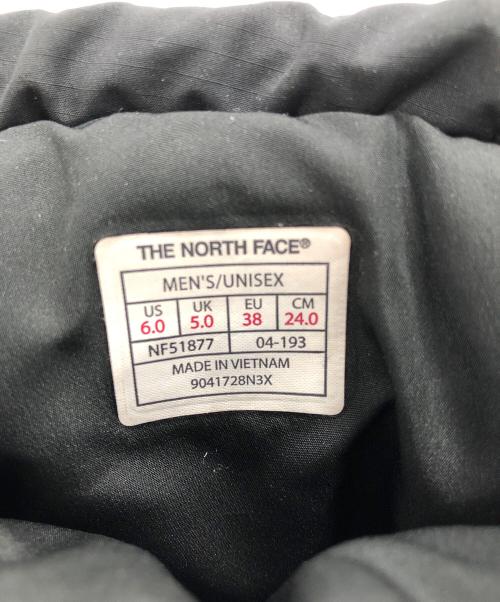 THE NORTH FACE®
MEN'S/UNISEX
US UK EU CM
6.0 5.0 38 24.0
NF51877 04-193
MADE IN VIETNAM
9041728N3X